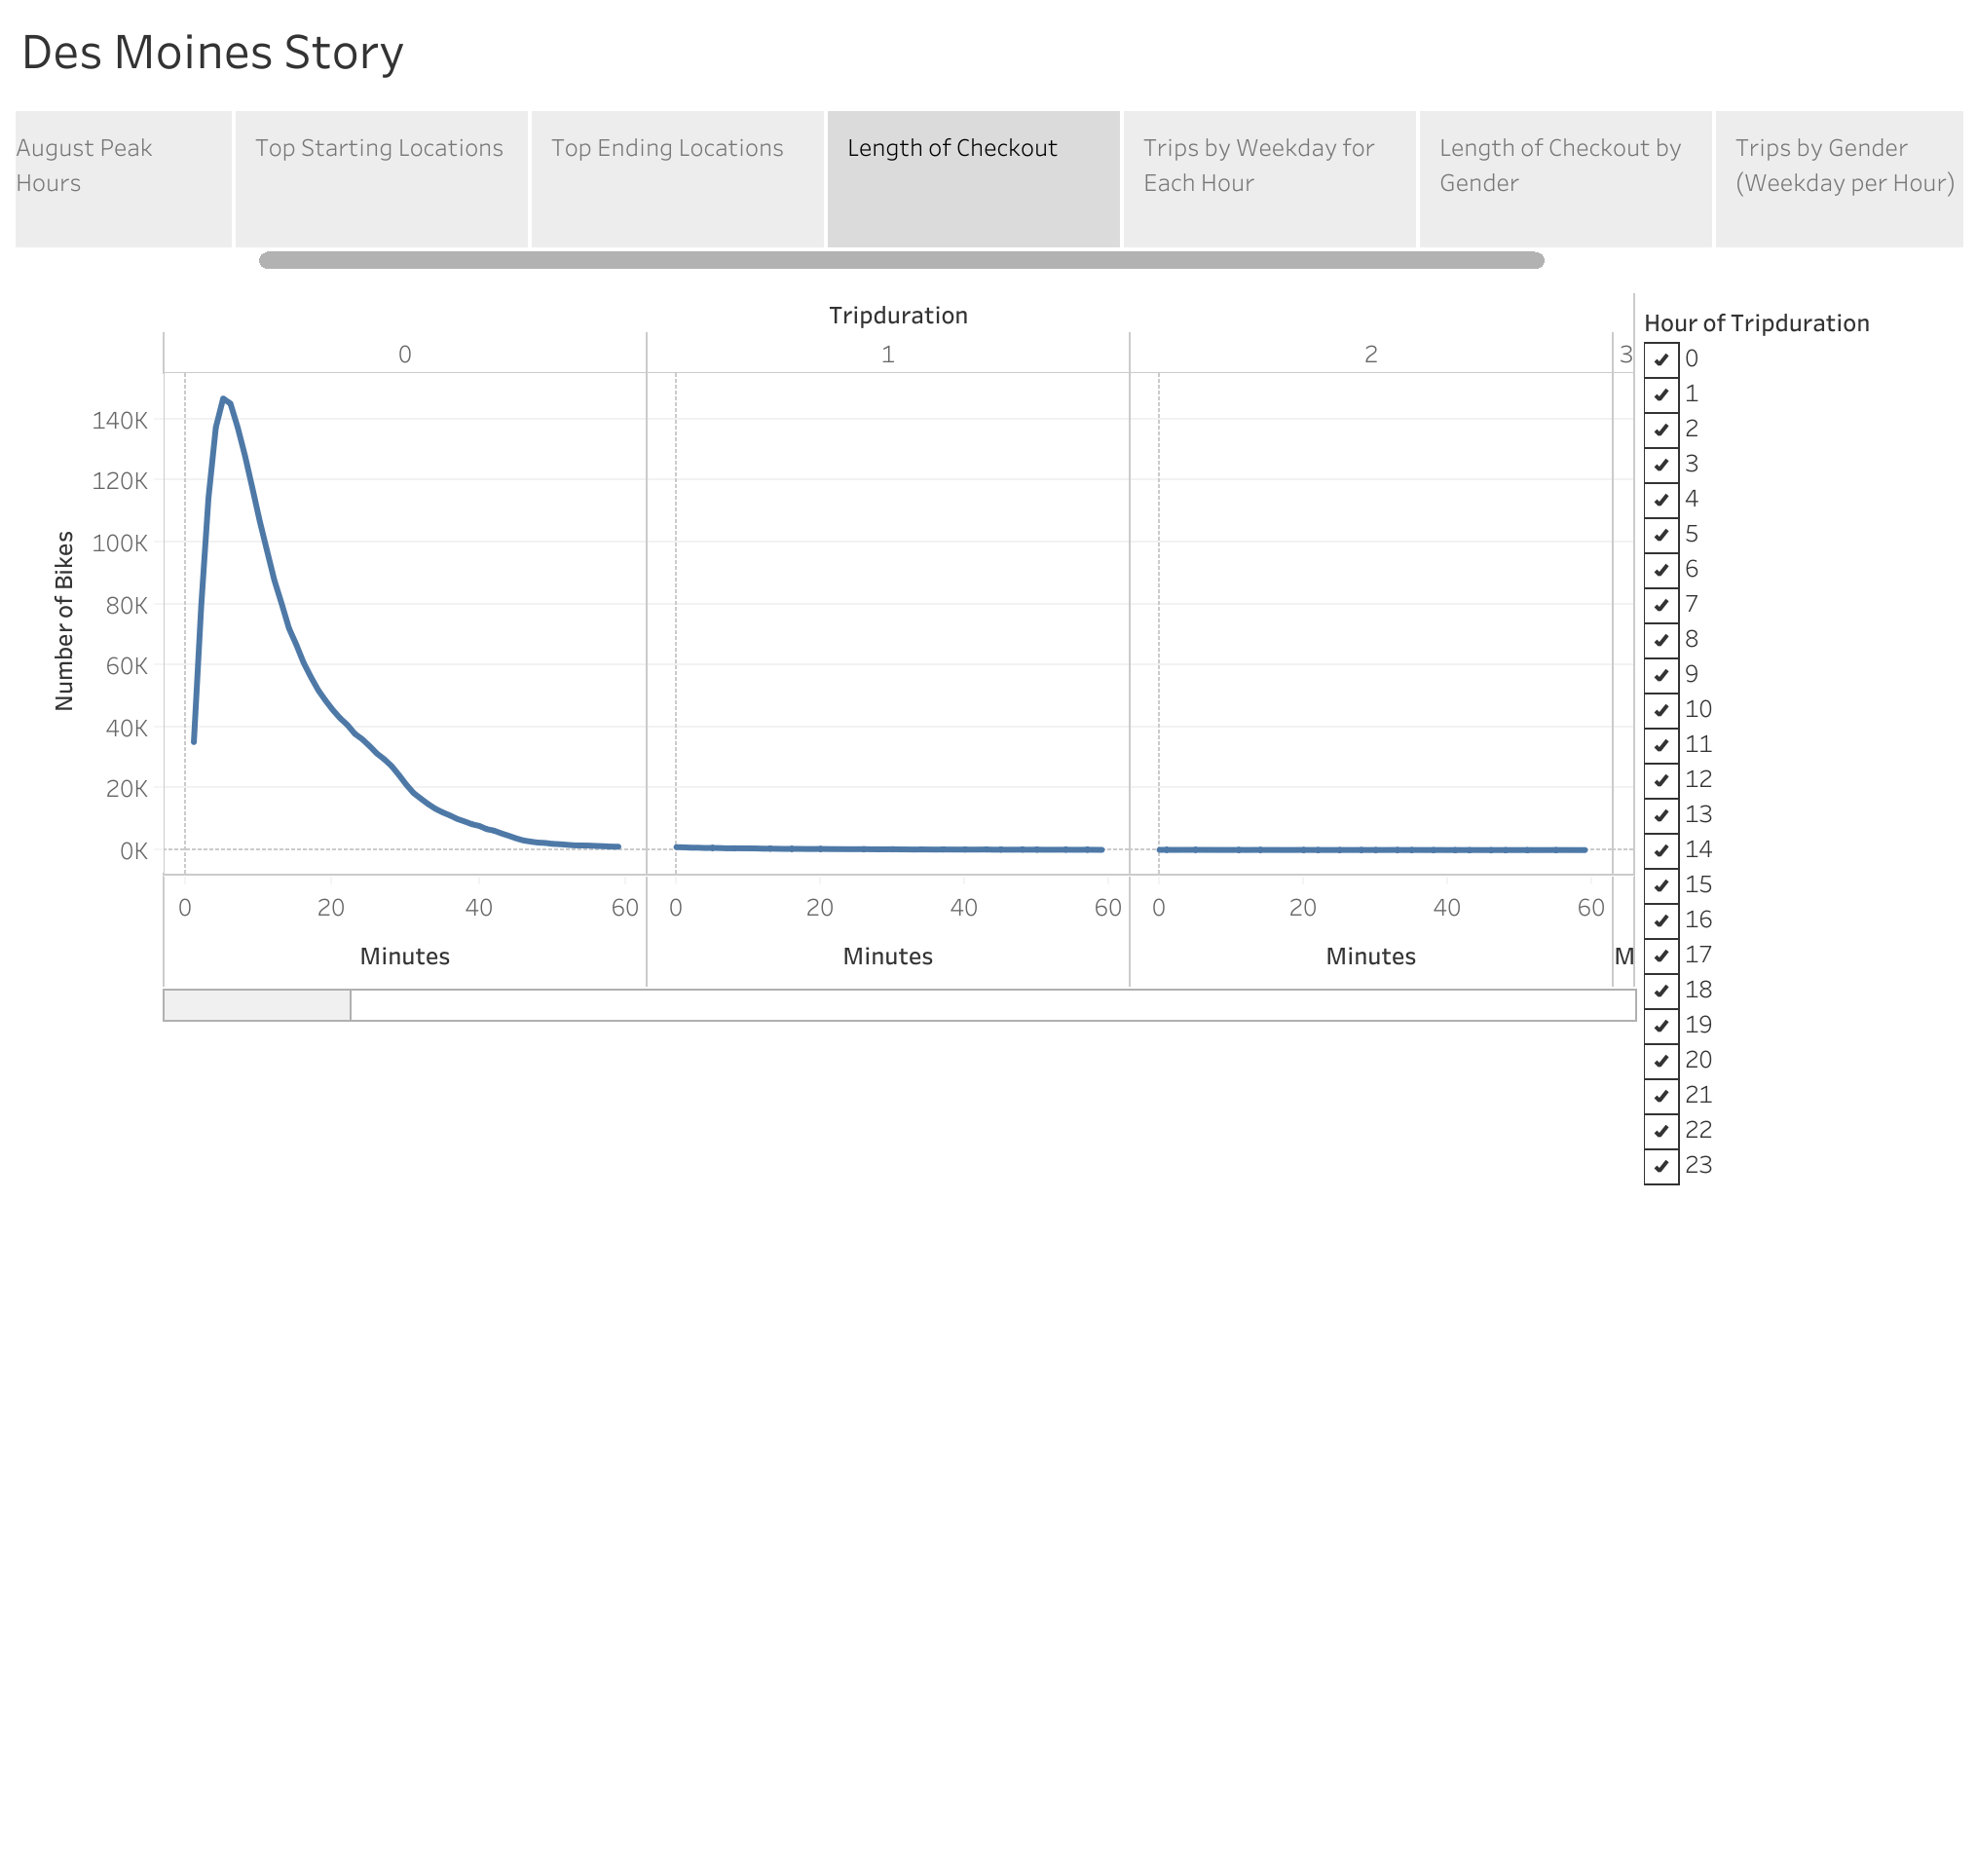 Des Moines Story
August Peak
Hours
Top Starting Locations
Top Ending Locations
Length of Checkout
Trips by Weekday for
Each Hour
Length of Checkout by
Gender
Trips by Gender
(Weekday per Hour)
Tripduration
0 1 2 3
Number of Bikes
140K
120K
100K
80K
60K
40K
20K
0K
0 20 40 60 0 20 40 60 0 20 40 60
Minutes Minutes Minutes M
Hour of Tripduration
0
1
2
3
4
5
6
7
8
9
10
11
12
13
14
15
16
17
18
19
20
21
22
23